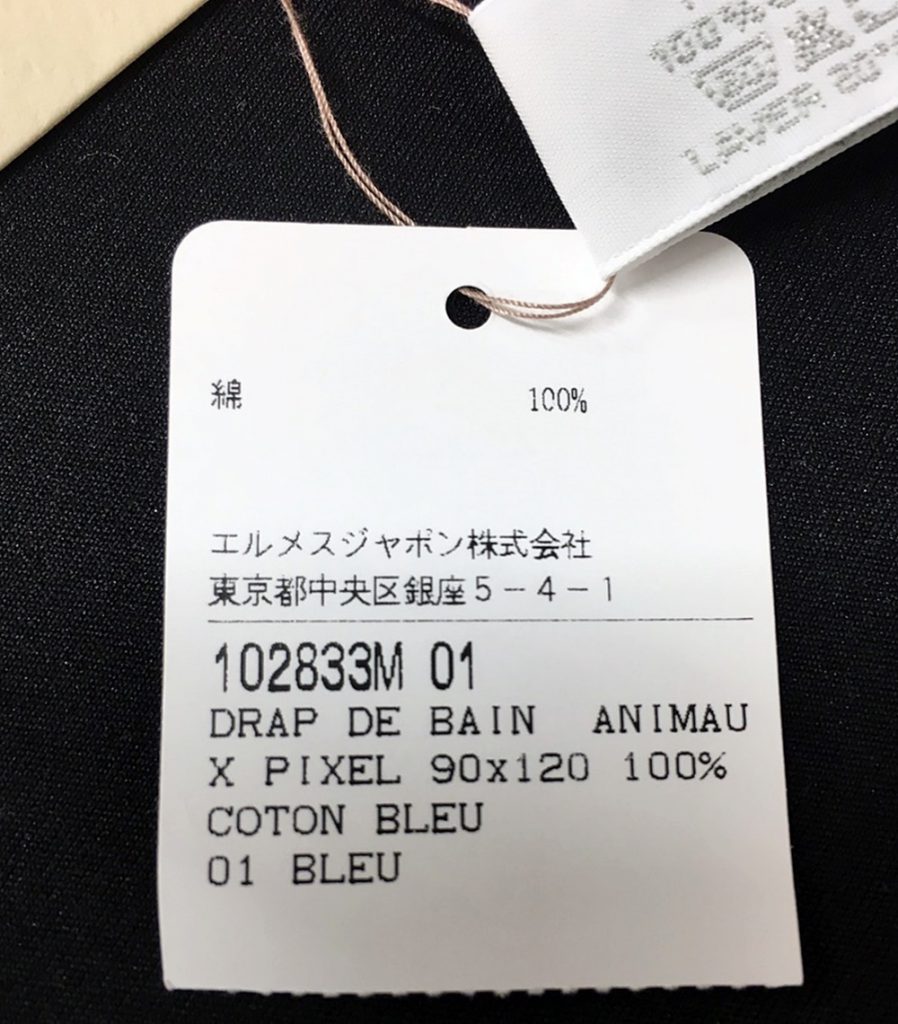 100%
LAVER
綿 100%
エルメスジャポン株式会社
東京都中央区銀座5-4-1
102833M 01
DRAP DE BAIN ANIMAU
X PIXEL 90x120 100%
COTON BLEU
01 BLEU